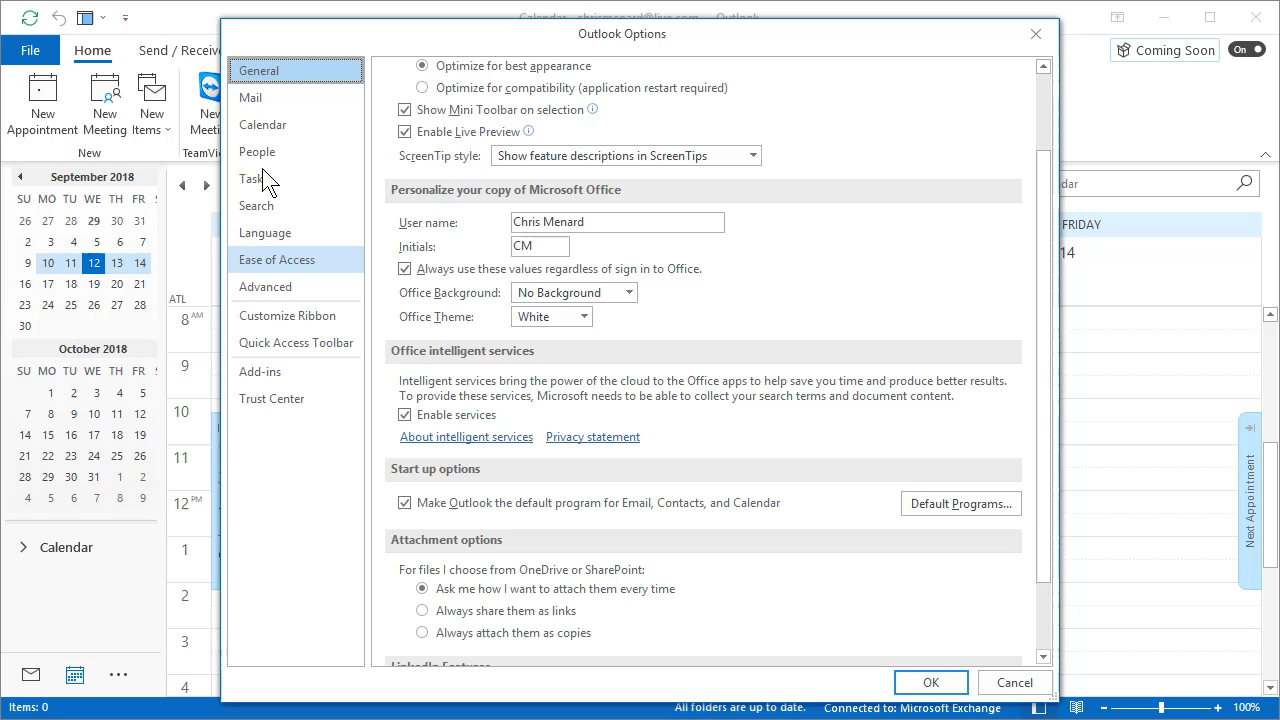 Calendar - chrismenard@live.com - Outlook
Outlook Options
File
Home
Send / Receive
Coming Soon
On
New Appointment
New Meeting
New Items
New
TeamV
September 2018
SU MO TU WE TH FR
26 27 28 29 30 31
2 3 4 5 6 7
9 10 11 12 13 14
16 17 18 19 20 21
23 24 25 26 27 28
30
October 2018
SU MO TU WE TH FR
1 2 3 4 5
7 8 9 10 11 12
14 15 16 17 18 19
21 22 23 24 25 26
28 29 30 31 1 2
4 5 6 7 8 9
Calendar
ATL
8 AM
9
10
11
12 PM
1
2
3
4
General
Mail
Calendar
People
Tasks
Search
Language
Ease of Access
Advanced
Customize Ribbon
Quick Access Toolbar
Add-ins
Trust Center
Optimize for best appearance
Optimize for compatibility (application restart required)
Show Mini Toolbar on selection
Enable Live Preview
ScreenTip style: Show feature descriptions in ScreenTips
Personalize your copy of Microsoft Office
User name: Chris Menard
Initials: CM
Always use these values regardless of sign in to Office.
Office Background: No Background
Office Theme: White
Office intelligent services
Intelligent services bring the power of the cloud to the Office apps to help save you time and produce better results.
To provide these services, Microsoft needs to be able to collect your search terms and document content.
Enable services
About intelligent services Privacy statement
Start up options
Make Outlook the default program for Email, Contacts, and Calendar
Default Programs...
Attachment options
For files I choose from OneDrive or SharePoint:
Ask me how I want to attach them every time
Always share them as links
Always attach them as copies
LinkedIn Features
OK
Cancel
dar
FRIDAY
14
Next Appointment
Items: 0
All folders are up to date.
Connected to: Microsoft Exchange
100%